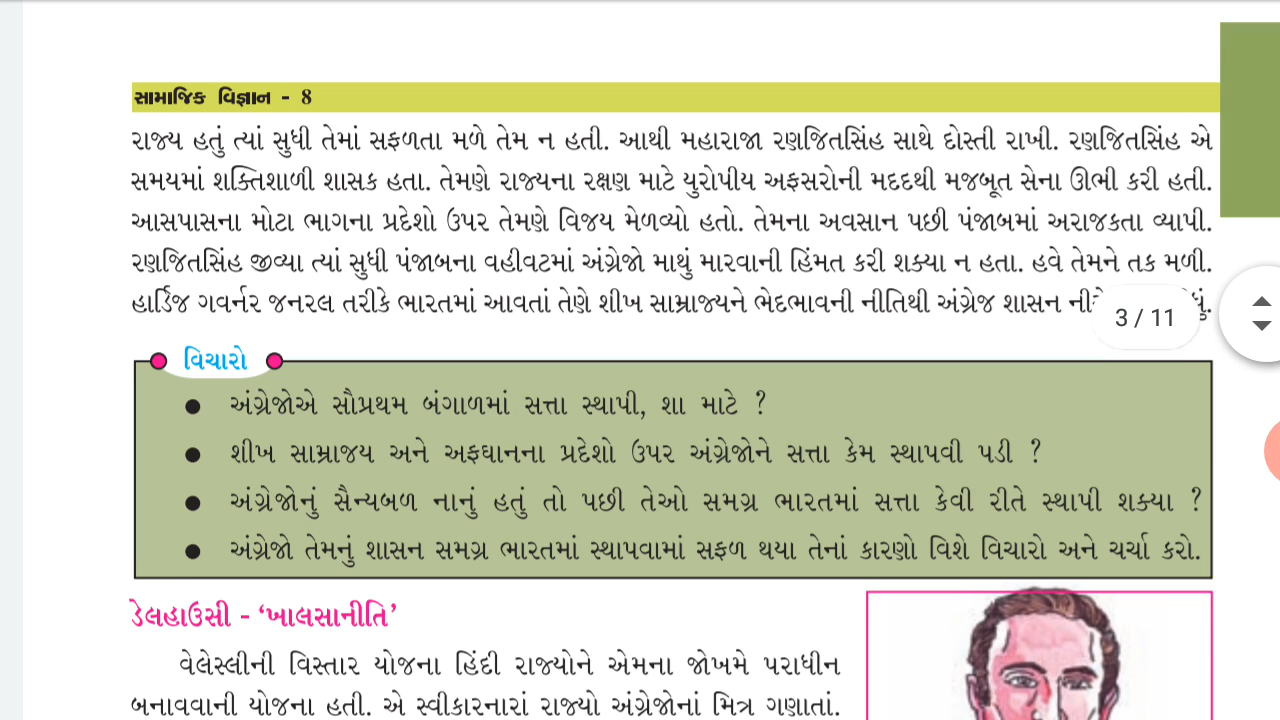 સામાજિક વિજ્ઞાન - 8
રાજ્ય હતું ત્યાં સુધી તેમાં સફળતા મળે તેમ ન હતી. આથી મહારાજા રણજિતસિંહ સાથે દોસ્તી રાખી. રણજિતસિંહ એ
સમયમાં શક્તિશાળી શાસક હતા. તેમણે રાજ્યના રક્ષણ માટે યુરોપીય અફસરોની મદદથી મજબૂત સેના ઊભી કરી હતી.
આસપાસના મોટા ભાગના પ્રદેશો ઉપર તેમણે વિજય મેળવ્યો હતો. તેમના અવસાન પછી પંજાબમાં અરાજકતા વ્યાપી.
રણજિતસિંહ જીવ્યા ત્યાં સુધી પંજાબના વહીવટમાં અંગ્રેજો માથું મારવાની હિંમત કરી શક્યા ન હતા. હવે તેમને તક મળી.
હાર્ડિંજ ગવર્નર જનરલ તરીકે ભારતમાં આવતાં તેણે શીખ સામ્રાજ્યને ભેદભાવની નીતિથી અંગ્રેજ શાસન
3 / 11
વિચારો
● અંગ્રેજોએ સૌપ્રથમ બંગાળમાં સત્તા સ્થાપી, શા માટે ?
● શીખ સામ્રાજ્ય અને અફઘાનના પ્રદેશો ઉપર અંગ્રેજોને સત્તા કેમ સ્થાપવી પડી ?
● અંગ્રેજોનું સૈન્યબળ નાનું હતું તો પછી તેઓ સમગ્ર ભારતમાં સત્તા કેવી રીતે સ્થાપી શક્યા ?
● અંગ્રેજો તેમનું શાસન સમગ્ર ભારતમાં સ્થાપવામાં સફળ થયા તેનાં કારણો વિશે વિચારો અને ચર્ચા કરો.
ડેલહાઉસી - ‘ખાલસાનીતિ’
વેલેસ્લીની વિસ્તાર યોજના હિંદી રાજ્યોને એમના જોખમે પરાધીન
બનાવવાની યોજના હતી. એ સ્વીકારનારાં રાજ્યો અંગ્રેજોનાં મિત્ર ગણાતાં.